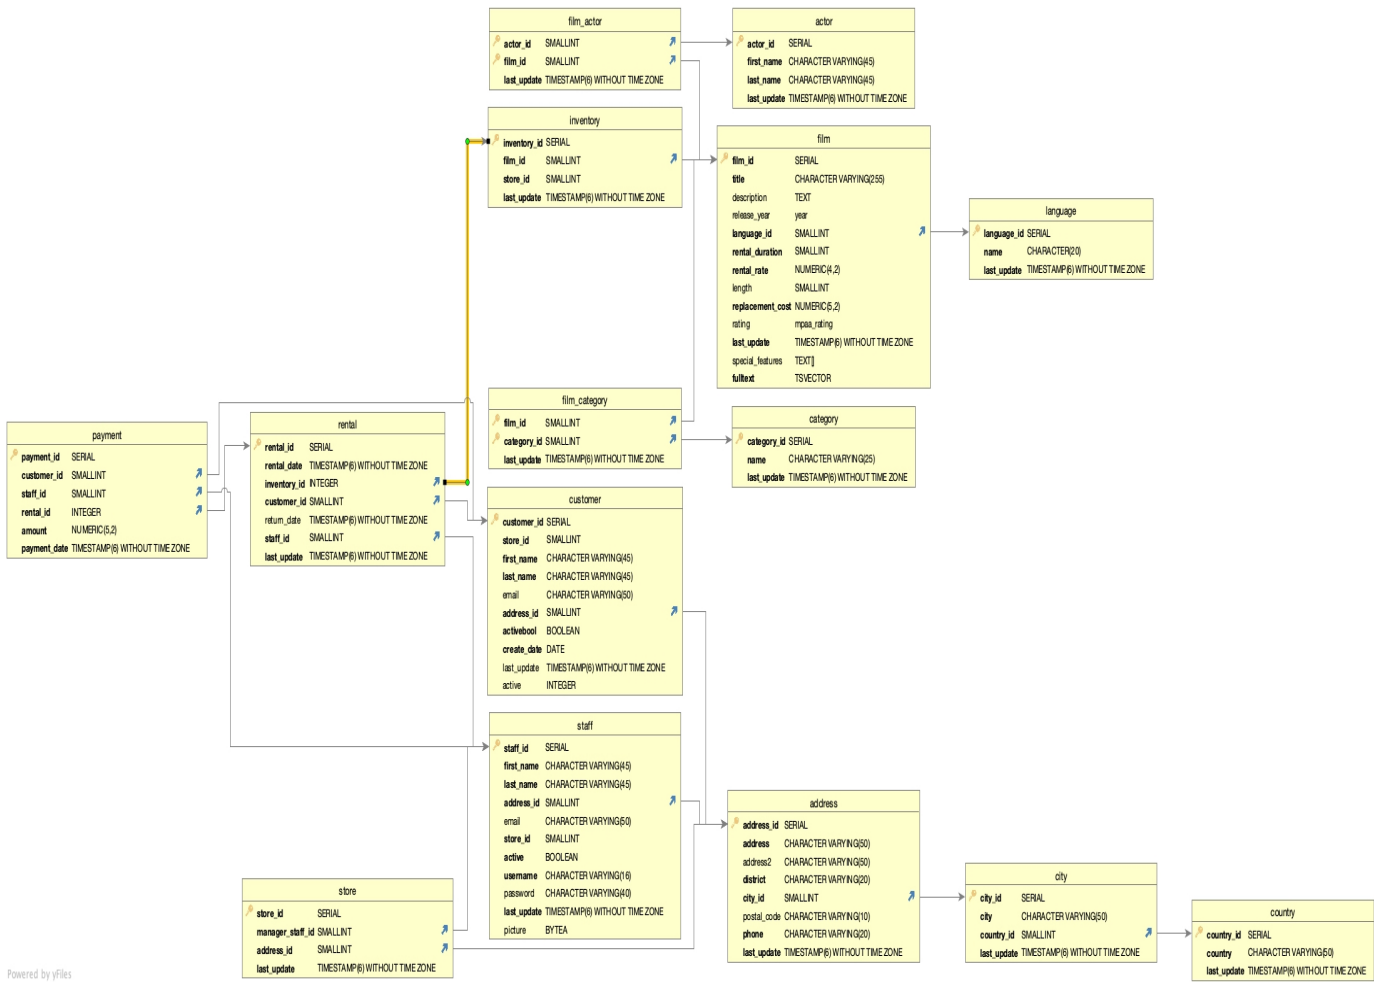 film_actor
actor_id SMALLINT
film_id SMALLINT
last_update TIMESTAMP(6) WITHOUT TIME ZONE
actor
actor_id SERIAL
first_name CHARACTER VARYING(45)
last_name CHARACTER VARYING(45)
last_update TIMESTAMP(6) WITHOUT TIME ZONE
inventory
inventory_id SERIAL
film_id SMALLINT
store_id SMALLINT
last_update TIMESTAMP(6) WITHOUT TIME ZONE
film
film_id SERIAL
title CHARACTER VARYING(255)
description TEXT
release_year year
language_id SMALLINT
rental_duration SMALLINT
rental_rate NUMERIC(4,2)
length SMALLINT
replacement_cost NUMERIC(5,2)
rating mpaa_rating
last_update TIMESTAMP(6) WITHOUT TIME ZONE
special_features TEXT[]
fulltext TSVECTOR
language
language_id SERIAL
name CHARACTER(20)
last_update TIMESTAMP(6) WITHOUT TIME ZONE
film_category
film_id SMALLINT
category_id SMALLINT
last_update TIMESTAMP(6) WITHOUT TIME ZONE
category
category_id SERIAL
name CHARACTER VARYING(25)
last_update TIMESTAMP(6) WITHOUT TIME ZONE
payment
payment_id SERIAL
customer_id SMALLINT
staff_id SMALLINT
rental_id INTEGER
amount NUMERIC(5,2)
payment_date TIMESTAMP(6) WITHOUT TIME ZONE
rental
rental_id SERIAL
rental_date TIMESTAMP(6) WITHOUT TIME ZONE
inventory_id INTEGER
customer_id SMALLINT
return_date TIMESTAMP(6) WITHOUT TIME ZONE
staff_id SMALLINT
last_update TIMESTAMP(6) WITHOUT TIME ZONE
customer
customer_id SERIAL
store_id SMALLINT
first_name CHARACTER VARYING(45)
last_name CHARACTER VARYING(45)
email CHARACTER VARYING(50)
address_id SMALLINT
activebool BOOLEAN
create_date DATE
last_update TIMESTAMP(6) WITHOUT TIME ZONE
active INTEGER
staff
staff_id SERIAL
first_name CHARACTER VARYING(45)
last_name CHARACTER VARYING(45)
address_id SMALLINT
email CHARACTER VARYING(50)
store_id SMALLINT
active BOOLEAN
username CHARACTER VARYING(16)
password CHARACTER VARYING(40)
last_update TIMESTAMP(6) WITHOUT TIME ZONE
picture BYTEA
store
store_id SERIAL
manager_staff_id SMALLINT
address_id SMALLINT
last_update TIMESTAMP(6) WITHOUT TIME ZONE
address
address_id SERIAL
address CHARACTER VARYING(50)
address2 CHARACTER VARYING(50)
district CHARACTER VARYING(20)
city_id SMALLINT
postal_code CHARACTER VARYING(10)
phone CHARACTER VARYING(20)
last_update TIMESTAMP(6) WITHOUT TIME ZONE
city
city_id SERIAL
city CHARACTER VARYING(50)
country_id SMALLINT
last_update TIMESTAMP(6) WITHOUT TIME ZONE
country
country_id SERIAL
country CHARACTER VARYING(50)
last_update TIMESTAMP(6) WITHOUT TIME ZONE
Powered by yFiles